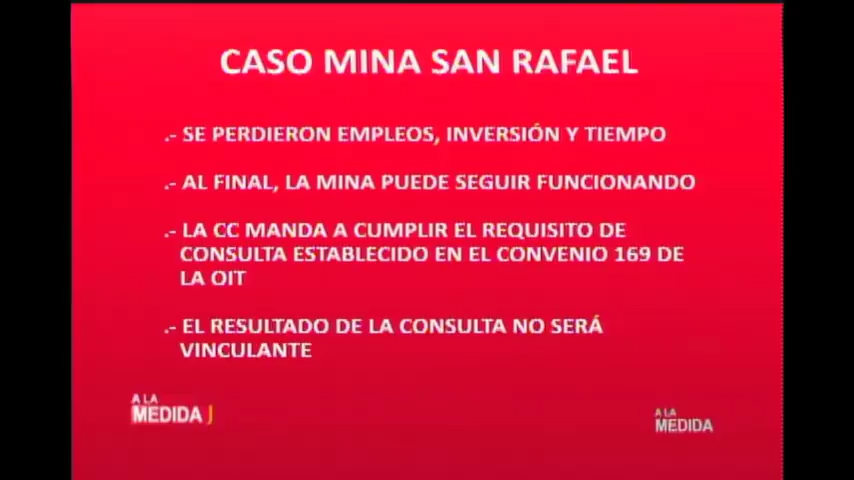 CASO MINA SAN RAFAEL
.- SE PERDIERON EMPLEOS, INVERSIÓN Y TIEMPO
.- AL FINAL, LA MINA PUEDE SEGUIR FUNCIONANDO
.- LA CC MANDA A CUMPLIR EL REQUISITO DE
CONSULTA ESTABLECIDO EN EL CONVENIO 169 DE
LA OIT
.- EL RESULTADO DE LA CONSULTA NO SERÁ
VINCULANTE
A LA
MEDIDA
A LA
MEDIDA